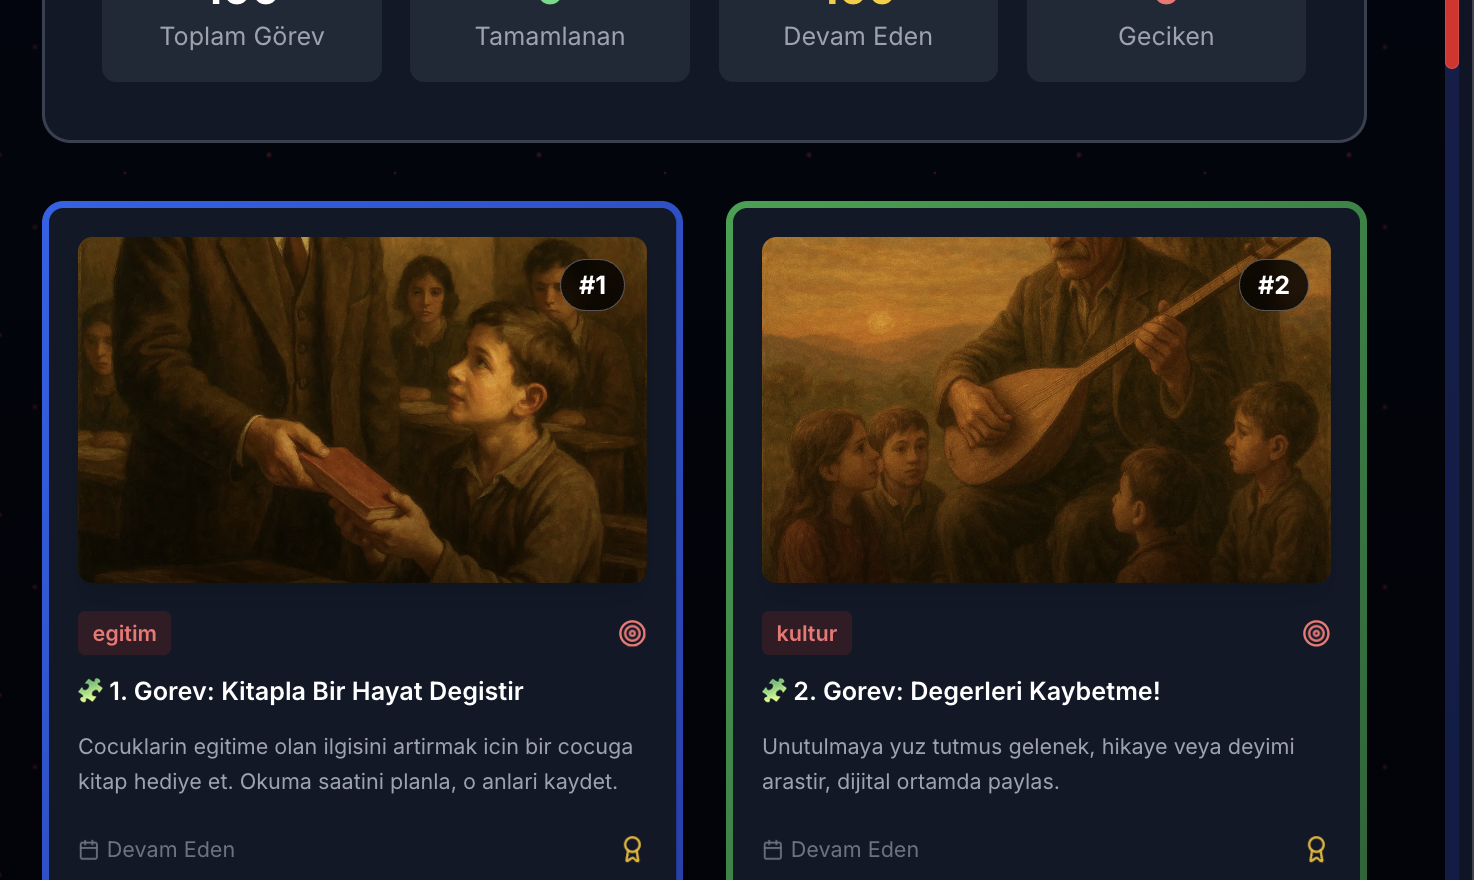 Toplam Görev
Tamamlanan
Devam Eden
Geciken
#1
#2
egitim
1. Gorev: Kitapla Bir Hayat Degistir
Cocuklarin egitime olan ilgisini artirmak icin bir cocuga
kitap hediye et. Okuma saatini planla, o anlari kaydet.
Devam Eden
kultur
2. Gorev: Degerleri Kaybetme!
Unutulmaya yuz tutmus gelenek, hikaye veya deyimi
arastir, dijital ortamda paylas.
Devam Eden